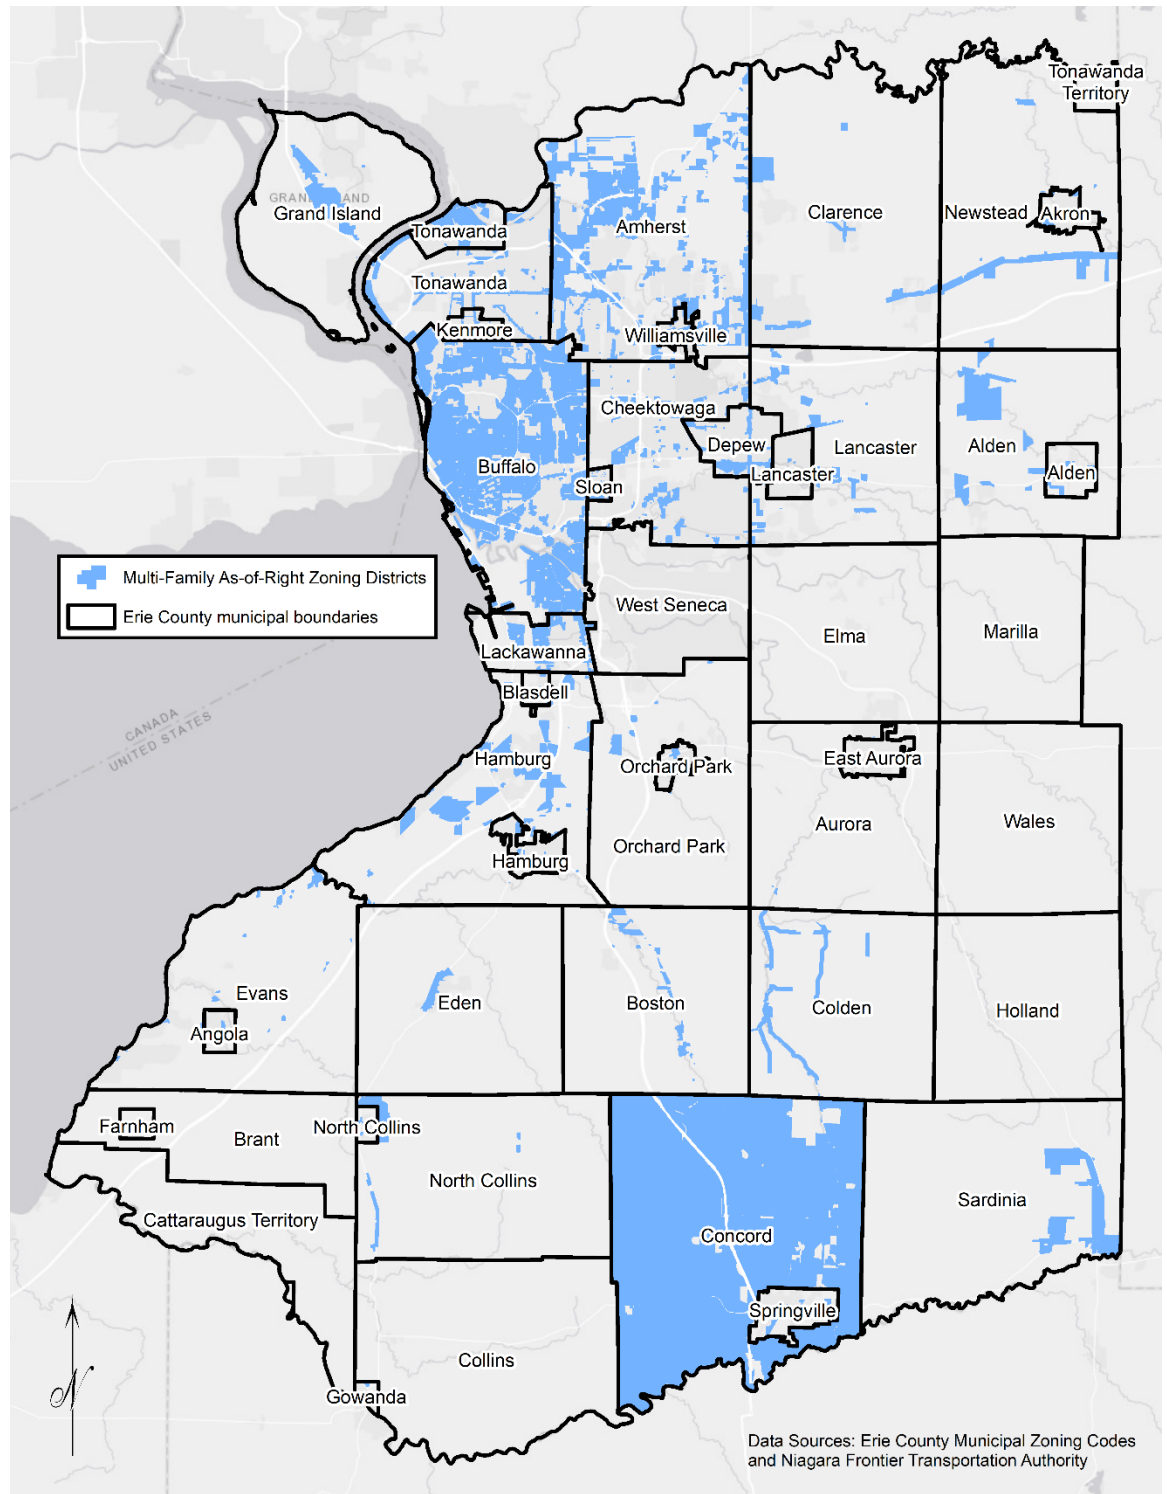 Tonawanda
Territory
GRAND ISLAND
Grand Island
Clarence
Newstead
Akron
Amherst
Tonawanda
Tonawanda
Kenmore
Williamsville
Cheektowaga
Depew
Lancaster
Alden
Buffalo
Sloan
Lancaster
Alden
Multi-Family As-of-Right Zoning Districts
Erie County municipal boundaries
West Seneca
Elma
Marilla
Lackawanna
Blasdell
CANADA
UNITED STATES
Hamburg
Orchard Park
East Aurora
Aurora
Wales
Orchard Park
Hamburg
Evans
Eden
Boston
Colden
Holland
Angola
Farnham
Brant
North Collins
North Collins
Sardinia
Cattaraugus Territory
Concord
Springville
Collins
Gowanda
N
Data Sources: Erie County Municipal Zoning Codes
and Niagara Frontier Transportation Authority